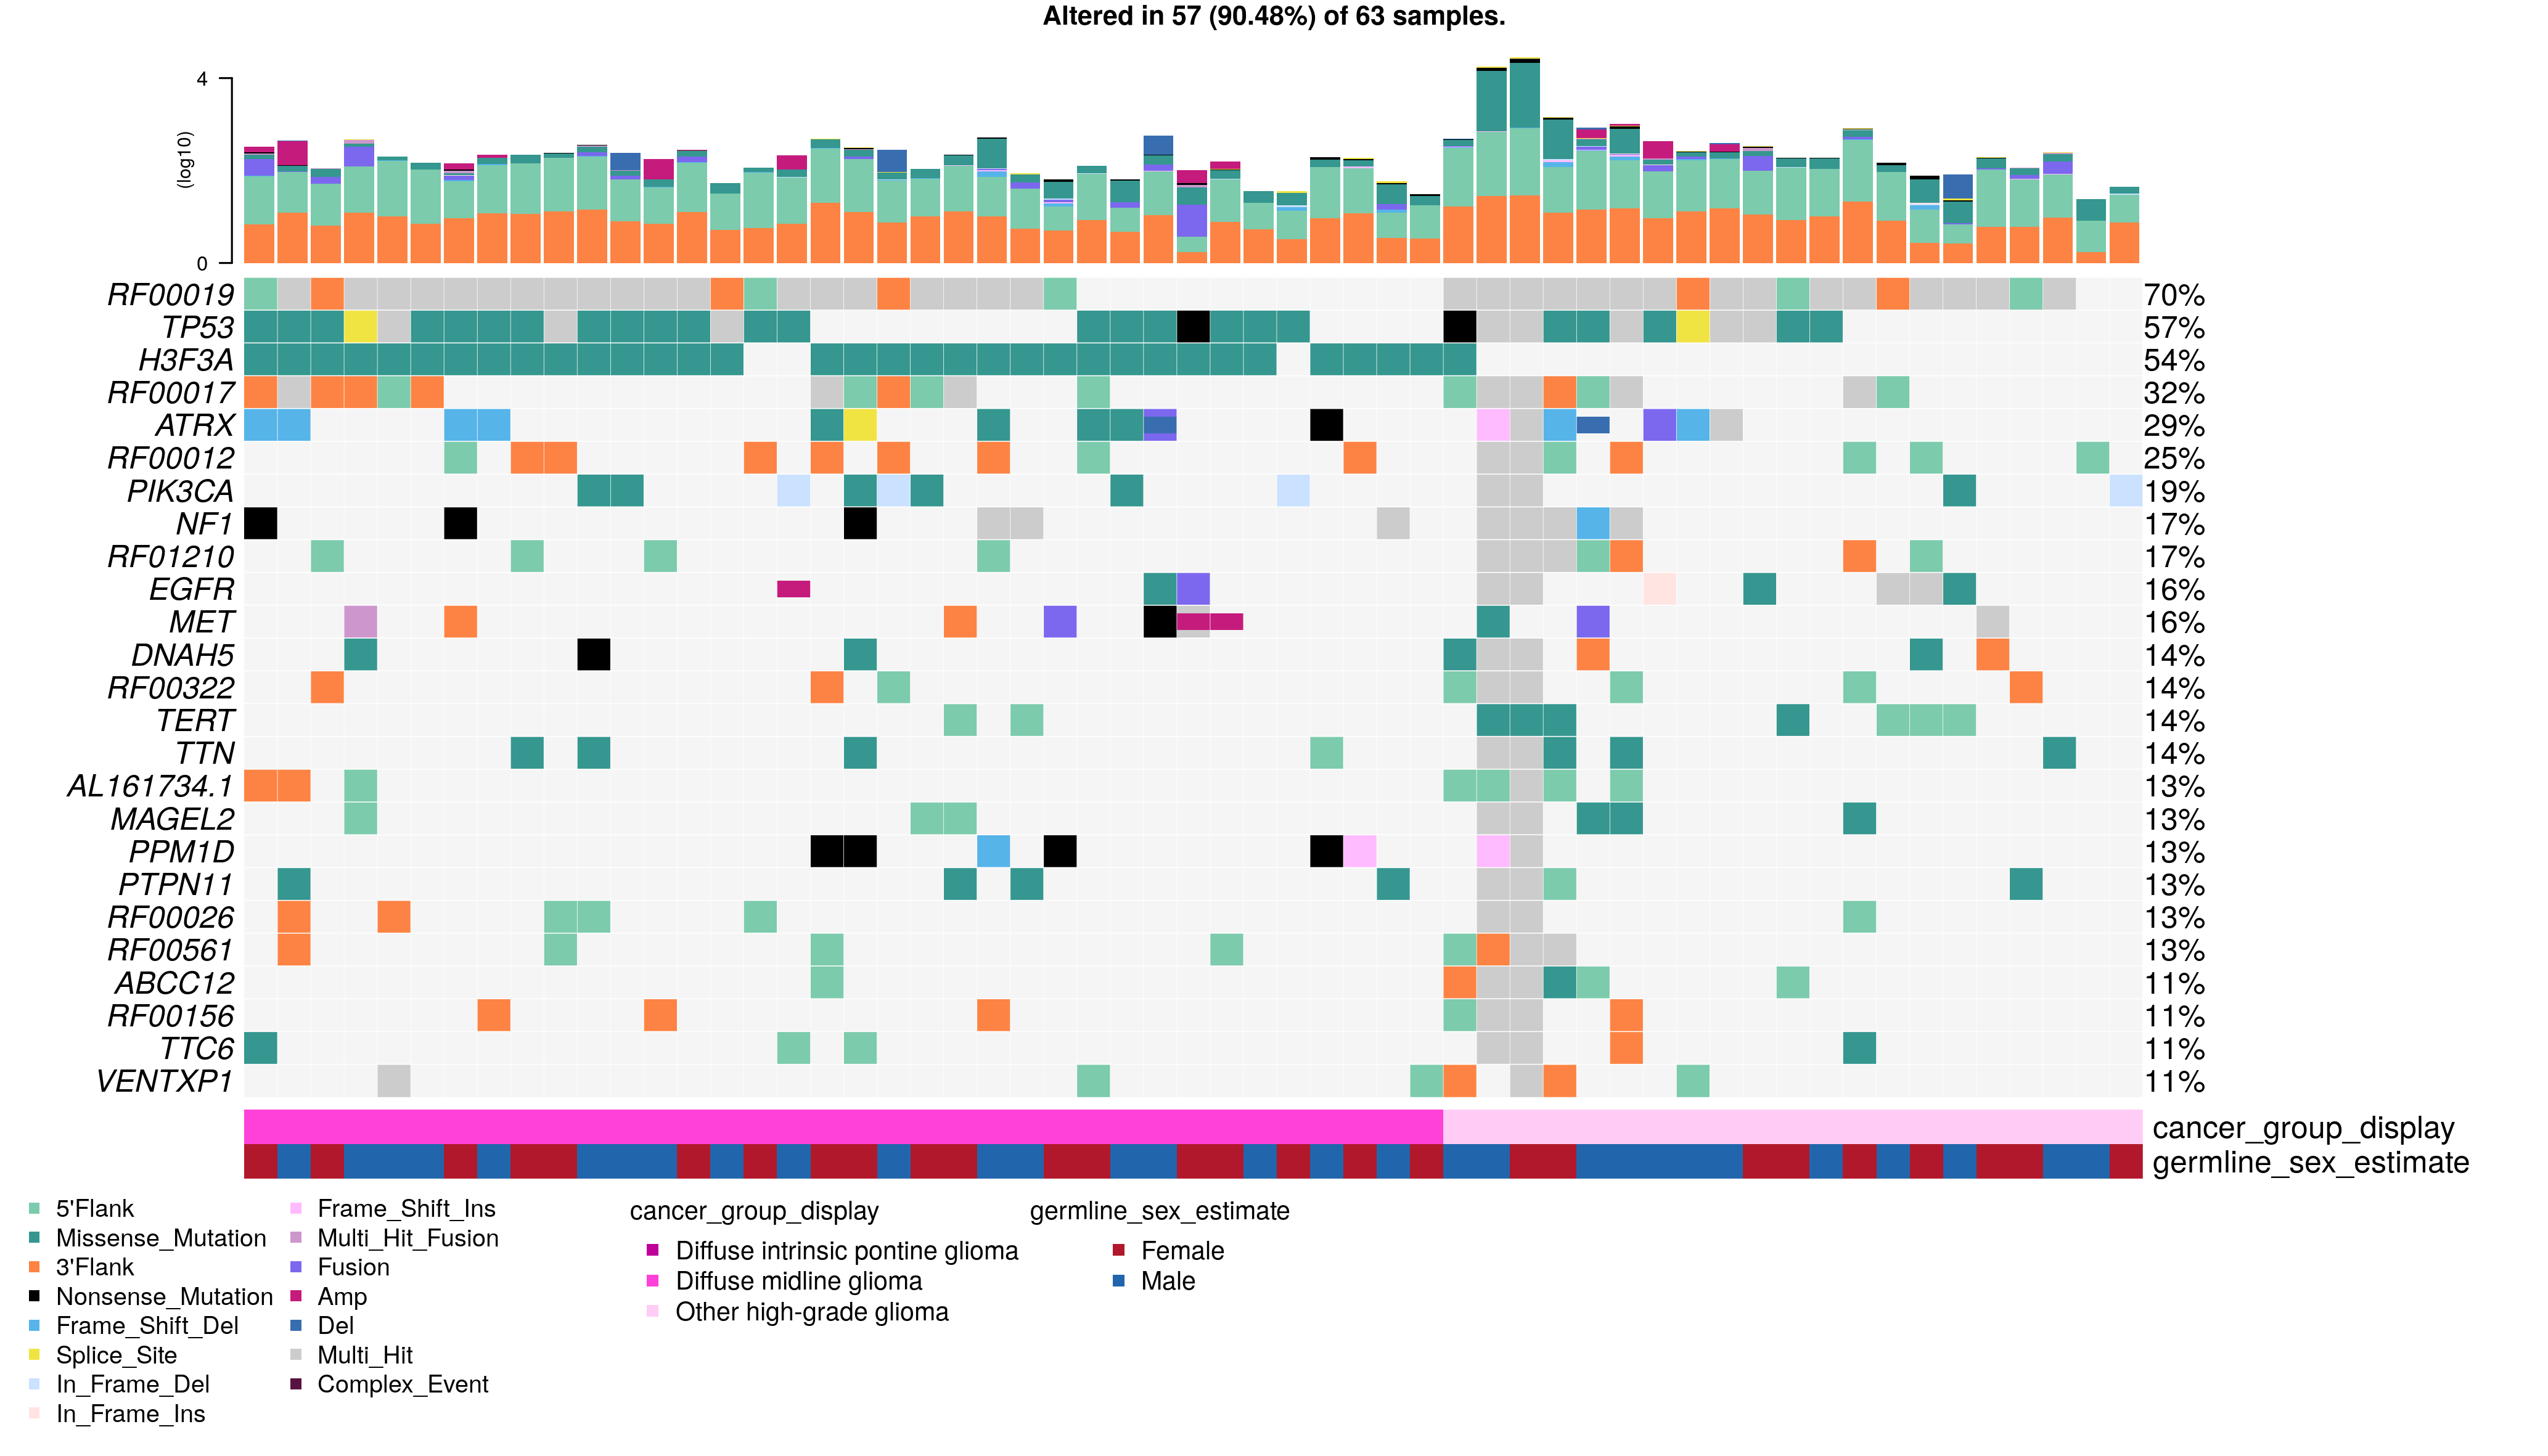 Altered in 57 (90.48%) of 63 samples.
4
(log10)
0
RF00019 70%
TP53 57%
H3F3A 54%
RF00017 32%
ATRX 29%
RF00012 25%
PIK3CA 19%
NF1 17%
RF01210 17%
EGFR 16%
MET 16%
DNAH5 14%
RF00322 14%
TERT 14%
TTN 14%
AL161734.1 13%
MAGEL2 13%
PPM1D 13%
PTPN11 13%
RF00026 13%
RF00561 13%
ABCC12 11%
RF00156 11%
TTC6 11%
VENTXP1 11%
cancer_group_display
germline_sex_estimate
5'Flank
Missense_Mutation
3'Flank
Nonsense_Mutation
Frame_Shift_Del
Splice_Site
In_Frame_Del
In_Frame_Ins
Frame_Shift_Ins
Multi_Hit_Fusion
Fusion
Amp
Del
Multi_Hit
Complex_Event
cancer_group_display
Diffuse intrinsic pontine glioma
Diffuse midline glioma
Other high-grade glioma
germline_sex_estimate
Female
Male